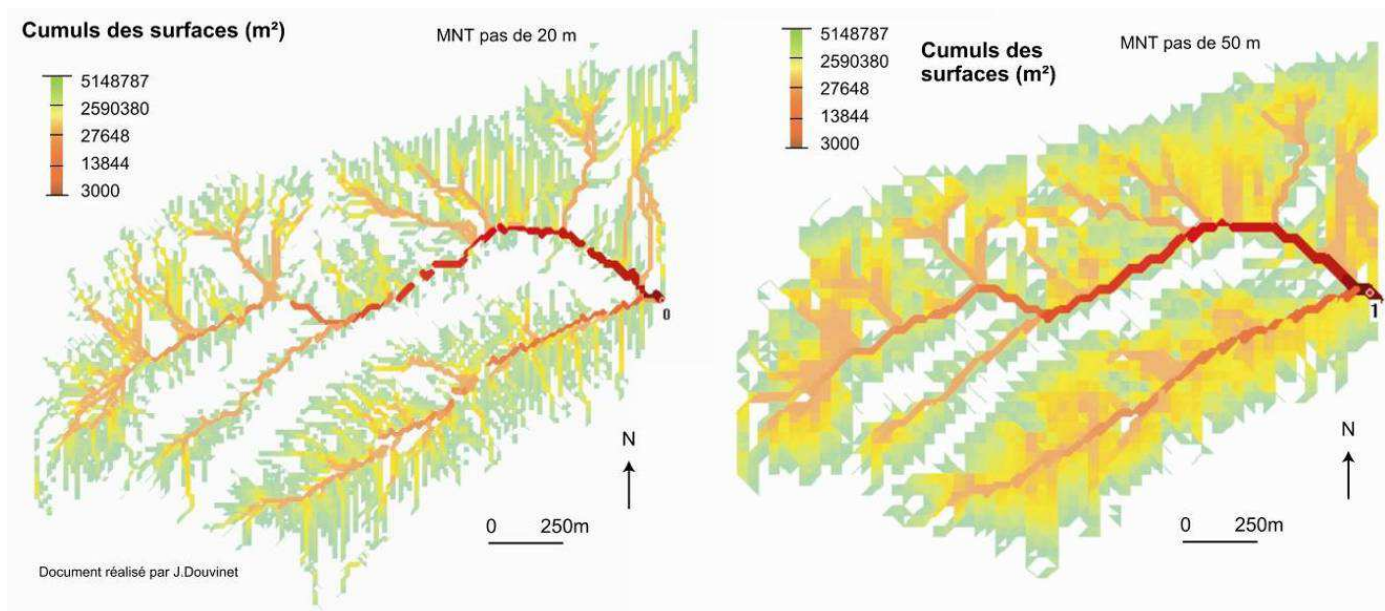 Cumuls des surfaces (m²)
MNT pas de 20 m
5148787
2590380
27648
13844
3000
0
N
0 250m
Document réalisé par J.Douvinet
5148787
2590380
27648
13844
3000
Cumuls des
surfaces (m²)
MNT pas de 50 m
1
N
0 250m